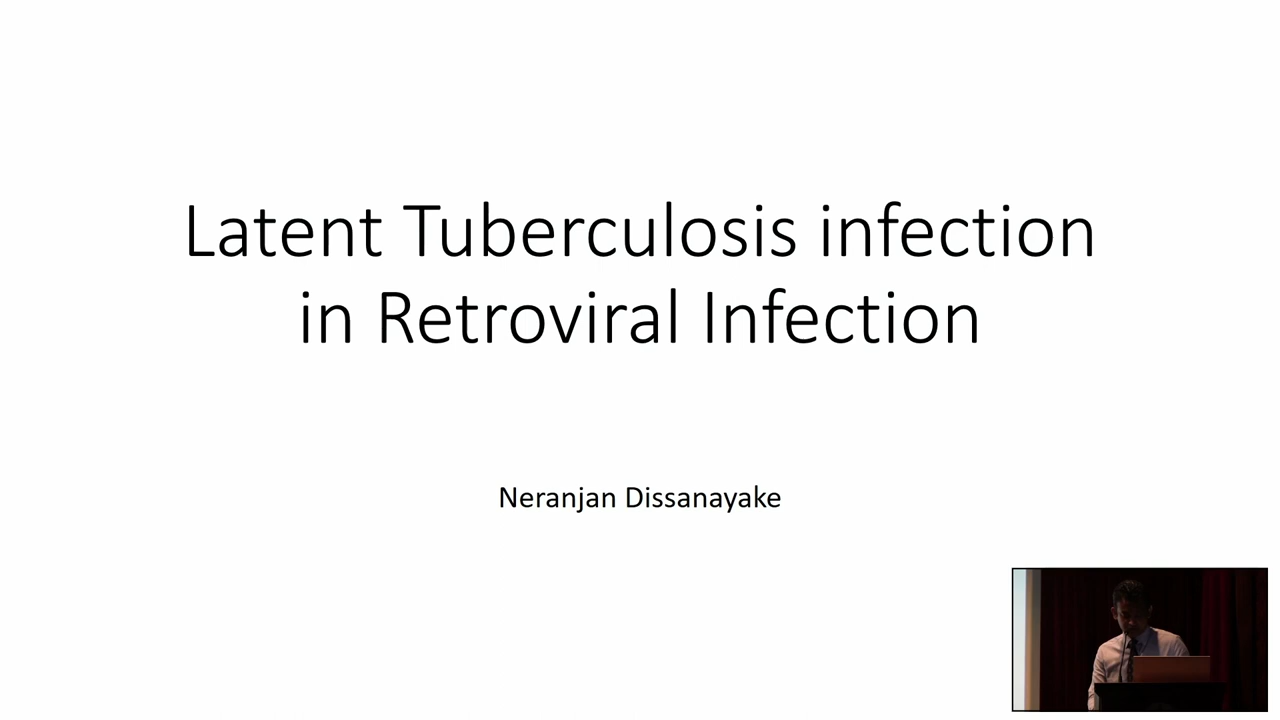 Latent Tuberculosis infection
in Retroviral Infection
Neranjan Dissanayake